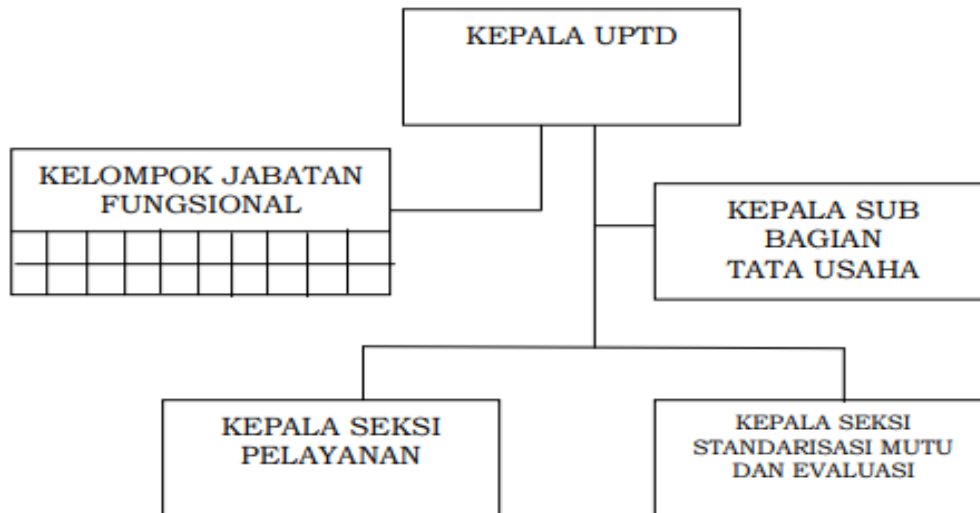 KEPALA UPTD
KELOMPOK JABATAN
FUNGSIONAL
KEPALA SUB
BAGIAN
TATA USAHA
KEPALA SEKSI
PELAYANAN
KEPALA SEKSI
STANDARISASI MUTU
DAN EVALUASI